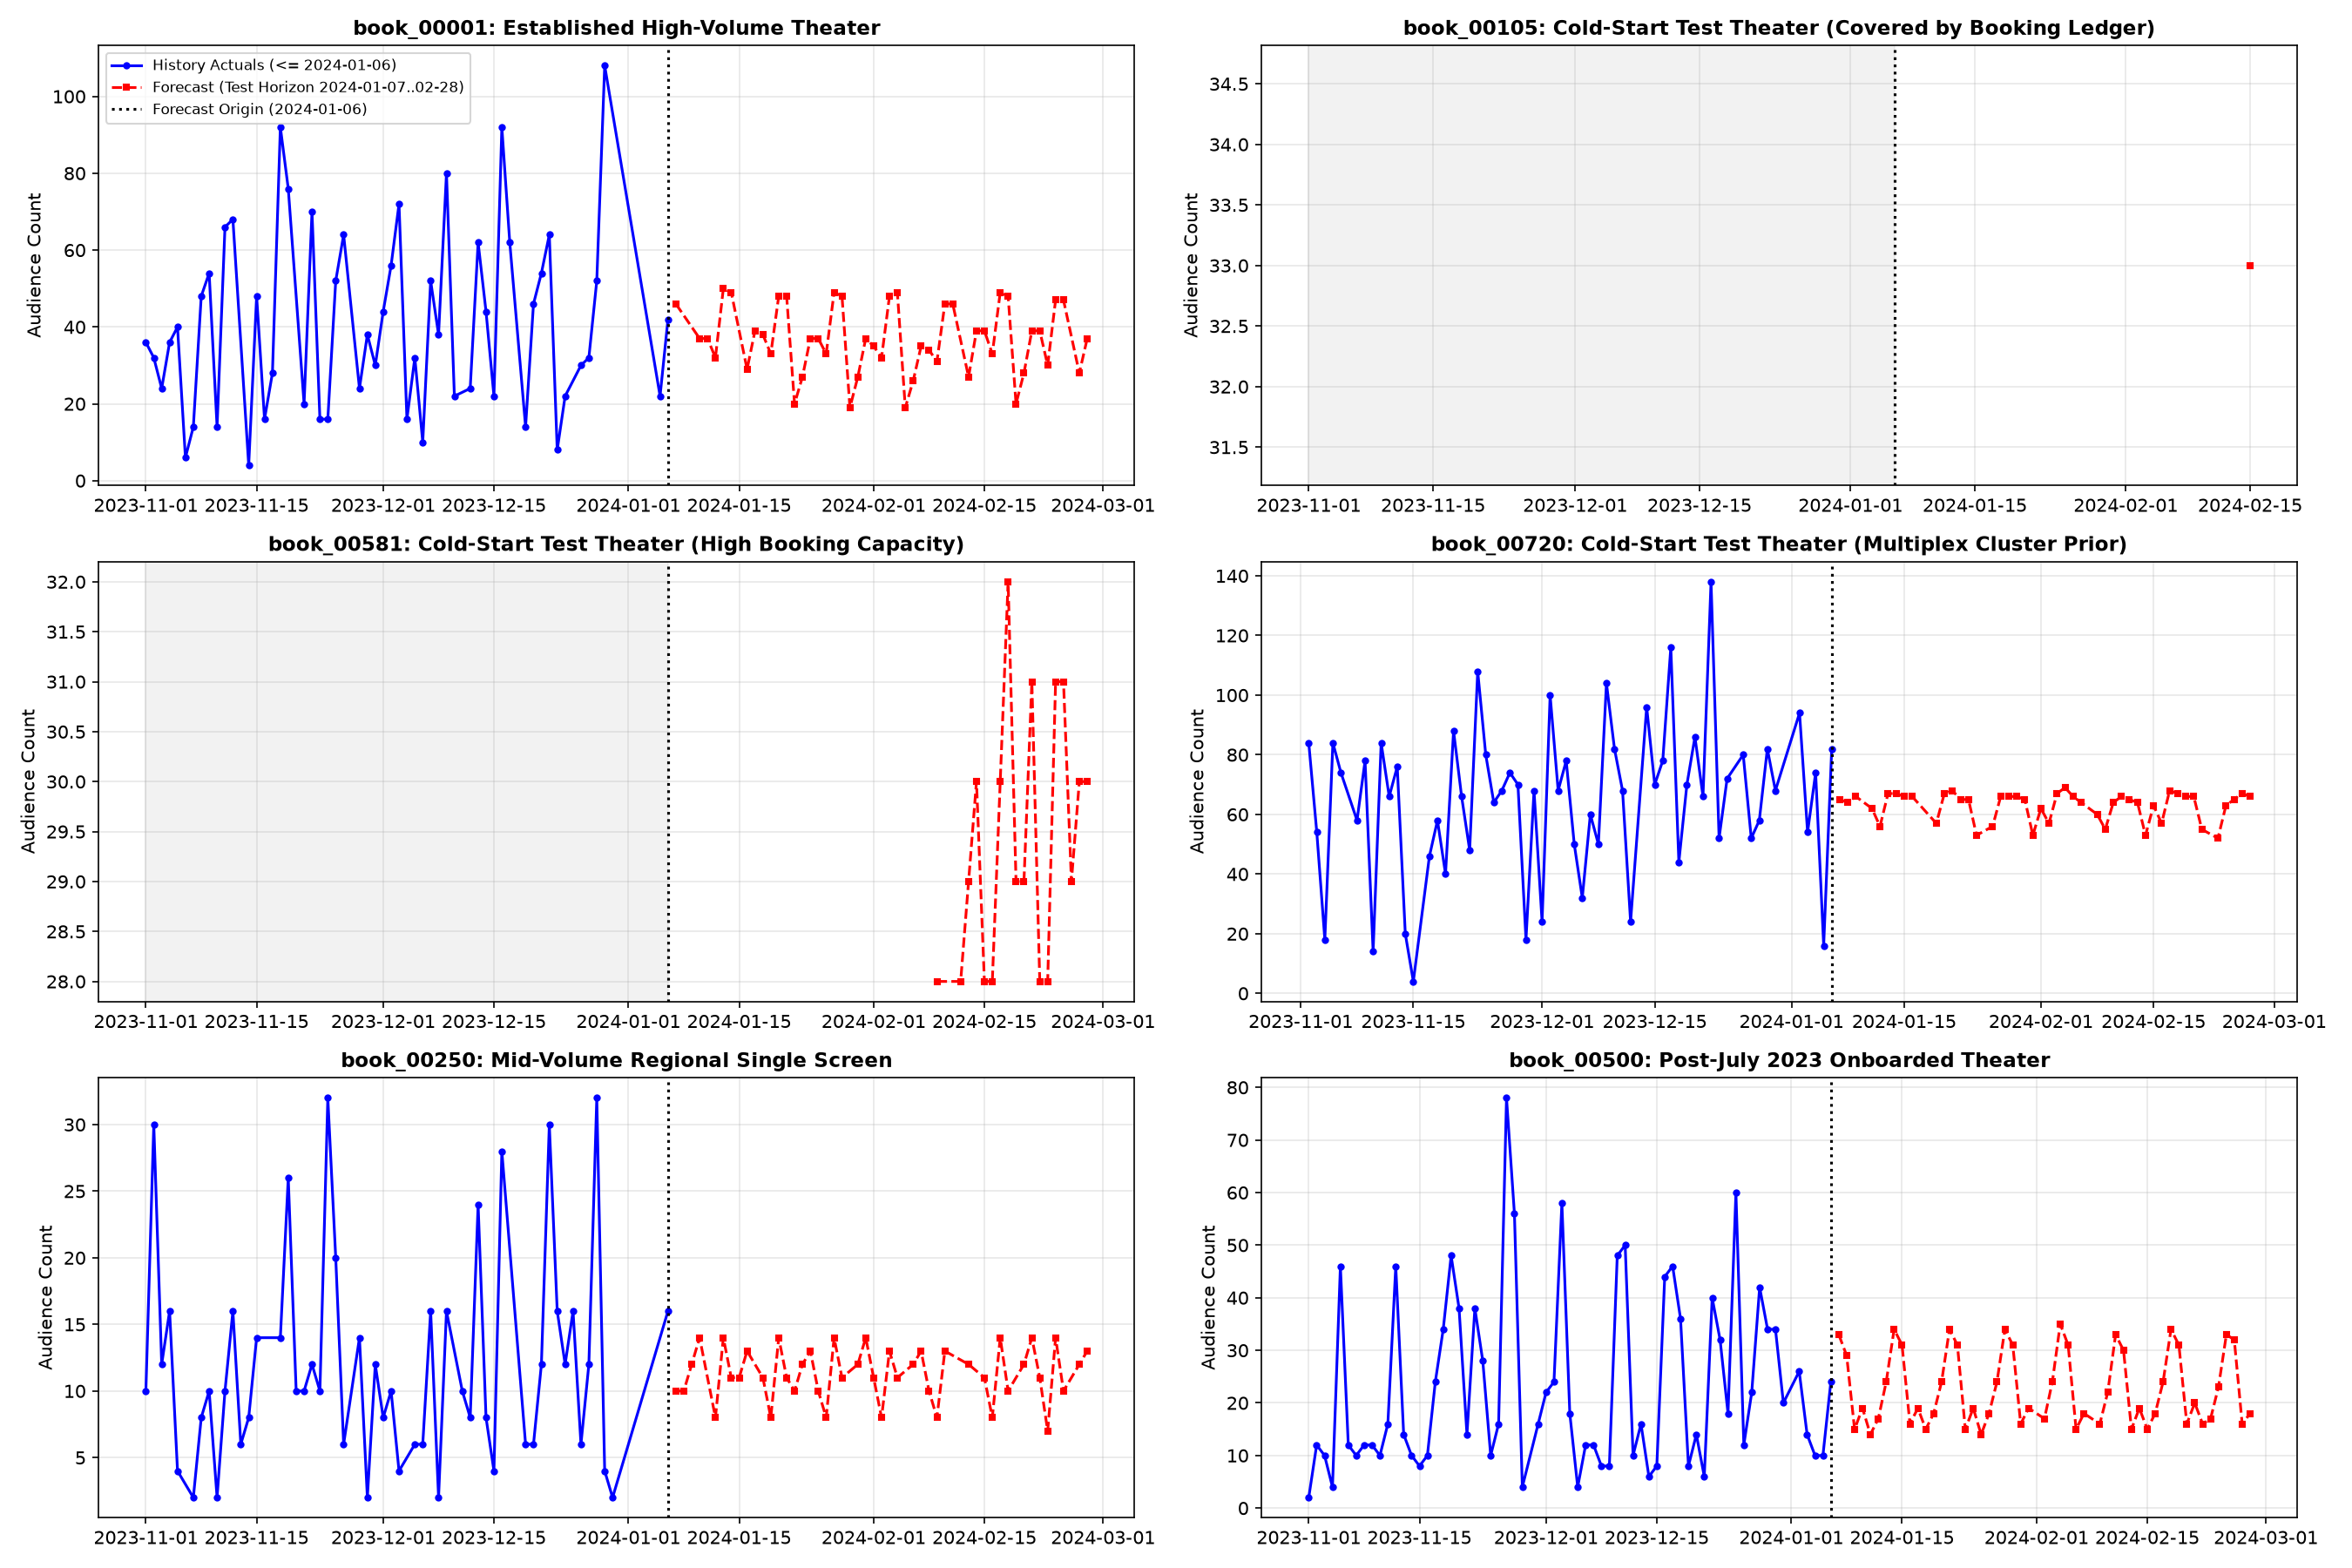 book_00001: Established High-Volume Theater
Audience Count
100
80
60
40
20
0
History Actuals (<= 2024-01-06)
Forecast (Test Horizon 2024-01-07..02-28)
Forecast Origin (2024-01-06)
2023-11-01 2023-11-15 2023-12-01 2023-12-15 2024-01-01 2024-01-15 2024-02-01 2024-02-15 2024-03-01
book_00105: Cold-Start Test Theater (Covered by Booking Ledger)
Audience Count
34.5
34.0
33.5
33.0
32.5
32.0
31.5
2023-11-01 2023-11-15 2023-12-01 2023-12-15 2024-01-01 2024-01-15 2024-02-01 2024-02-15
book_00581: Cold-Start Test Theater (High Booking Capacity)
Audience Count
32.0
31.5
31.0
30.5
30.0
29.5
29.0
28.5
28.0
2023-11-01 2023-11-15 2023-12-01 2023-12-15 2024-01-01 2024-01-15 2024-02-01 2024-02-15 2024-03-01
book_00720: Cold-Start Test Theater (Multiplex Cluster Prior)
Audience Count
140
120
100
80
60
40
20
0
2023-11-01 2023-11-15 2023-12-01 2023-12-15 2024-01-01 2024-01-15 2024-02-01 2024-02-15 2024-03-01
book_00250: Mid-Volume Regional Single Screen
Audience Count
30
25
20
15
10
5
2023-11-01 2023-11-15 2023-12-01 2023-12-15 2024-01-01 2024-01-15 2024-02-01 2024-02-15 2024-03-01
book_00500: Post-July 2023 Onboarded Theater
Audience Count
80
70
60
50
40
30
20
10
0
2023-11-01 2023-11-15 2023-12-01 2023-12-15 2024-01-01 2024-01-15 2024-02-01 2024-02-15 2024-03-01